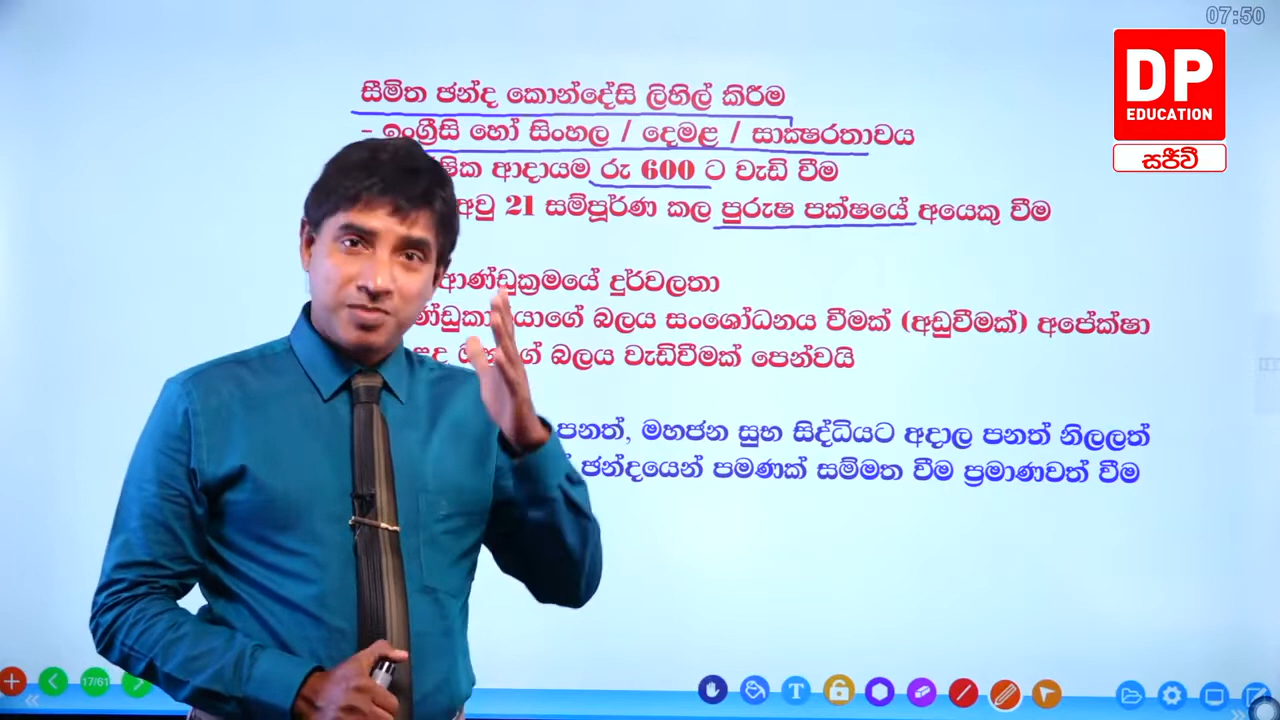 07:50
DP
EDUCATION
සජීවී
සීමිත ඡන්ද කොන්දේසි ලිහිල් කිරීම
- ඉංග්‍රීසි හෝ සිංහල / දෙමළ / සාක්ෂරතාවය
ආදායම රු 600 ට වැඩි වීම
අවු 21 සම්පූර්ණ කල පුරුෂ පක්ෂයේ අයෙකු වීම
ආණ්ඩුක්‍රමයේ දුර්වලතා
බලය සංශෝධනය වීමක් (අඩුවීමක්) අපේක්ෂා
බලය වැඩිවීමක් පෙන්වයි
පනත්, මහජන සුභ සිද්ධියට අදාල පනත් නිලලත්
ඡන්දයෙන් පමණක් සම්මත වීම ප්‍රමාණවත් වීම
17/61